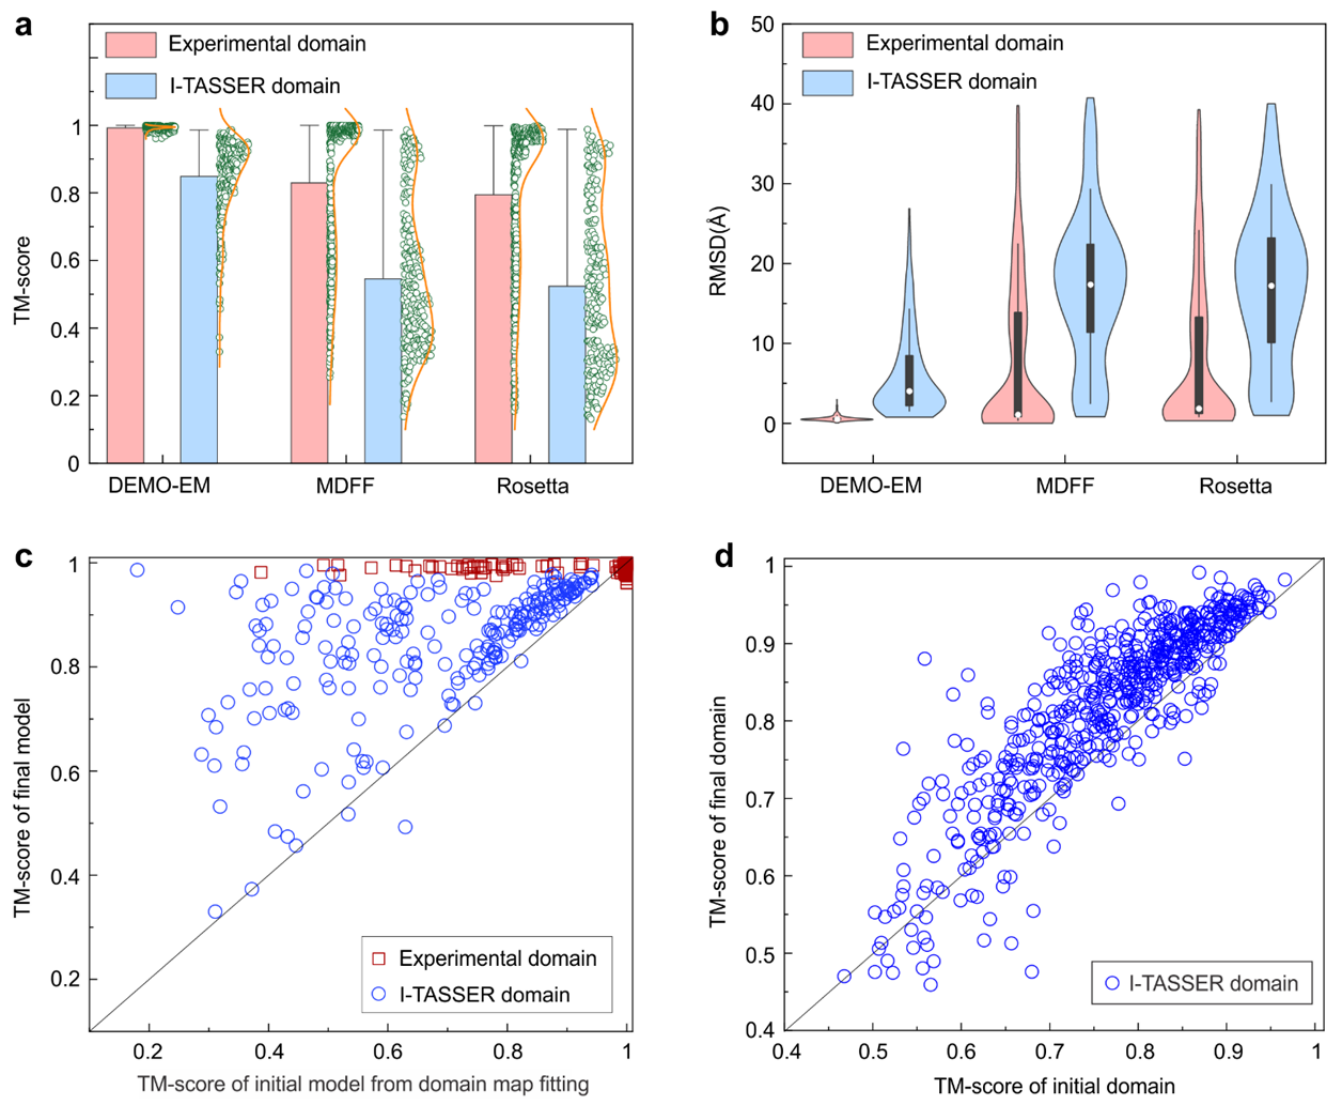 a
Experimental domain
I-TASSER domain
TM-score
1
0.8
0.6
0.4
0.2
0
DEMO-EM MDFF Rosetta
b
Experimental domain
I-TASSER domain
RMSD(Å)
50
40
30
20
10
0
DEMO-EM MDFF Rosetta
c
TM-score of final model
1
0.8
0.6
0.4
0.2
Experimental domain
I-TASSER domain
0.2 0.4 0.6 0.8 1
TM-score of initial model from domain map fitting
d
TM-score of final domain
1
0.9
0.8
0.7
0.6
0.5
0.4
I-TASSER domain
0.4 0.5 0.6 0.7 0.8 0.9 1
TM-score of initial domain